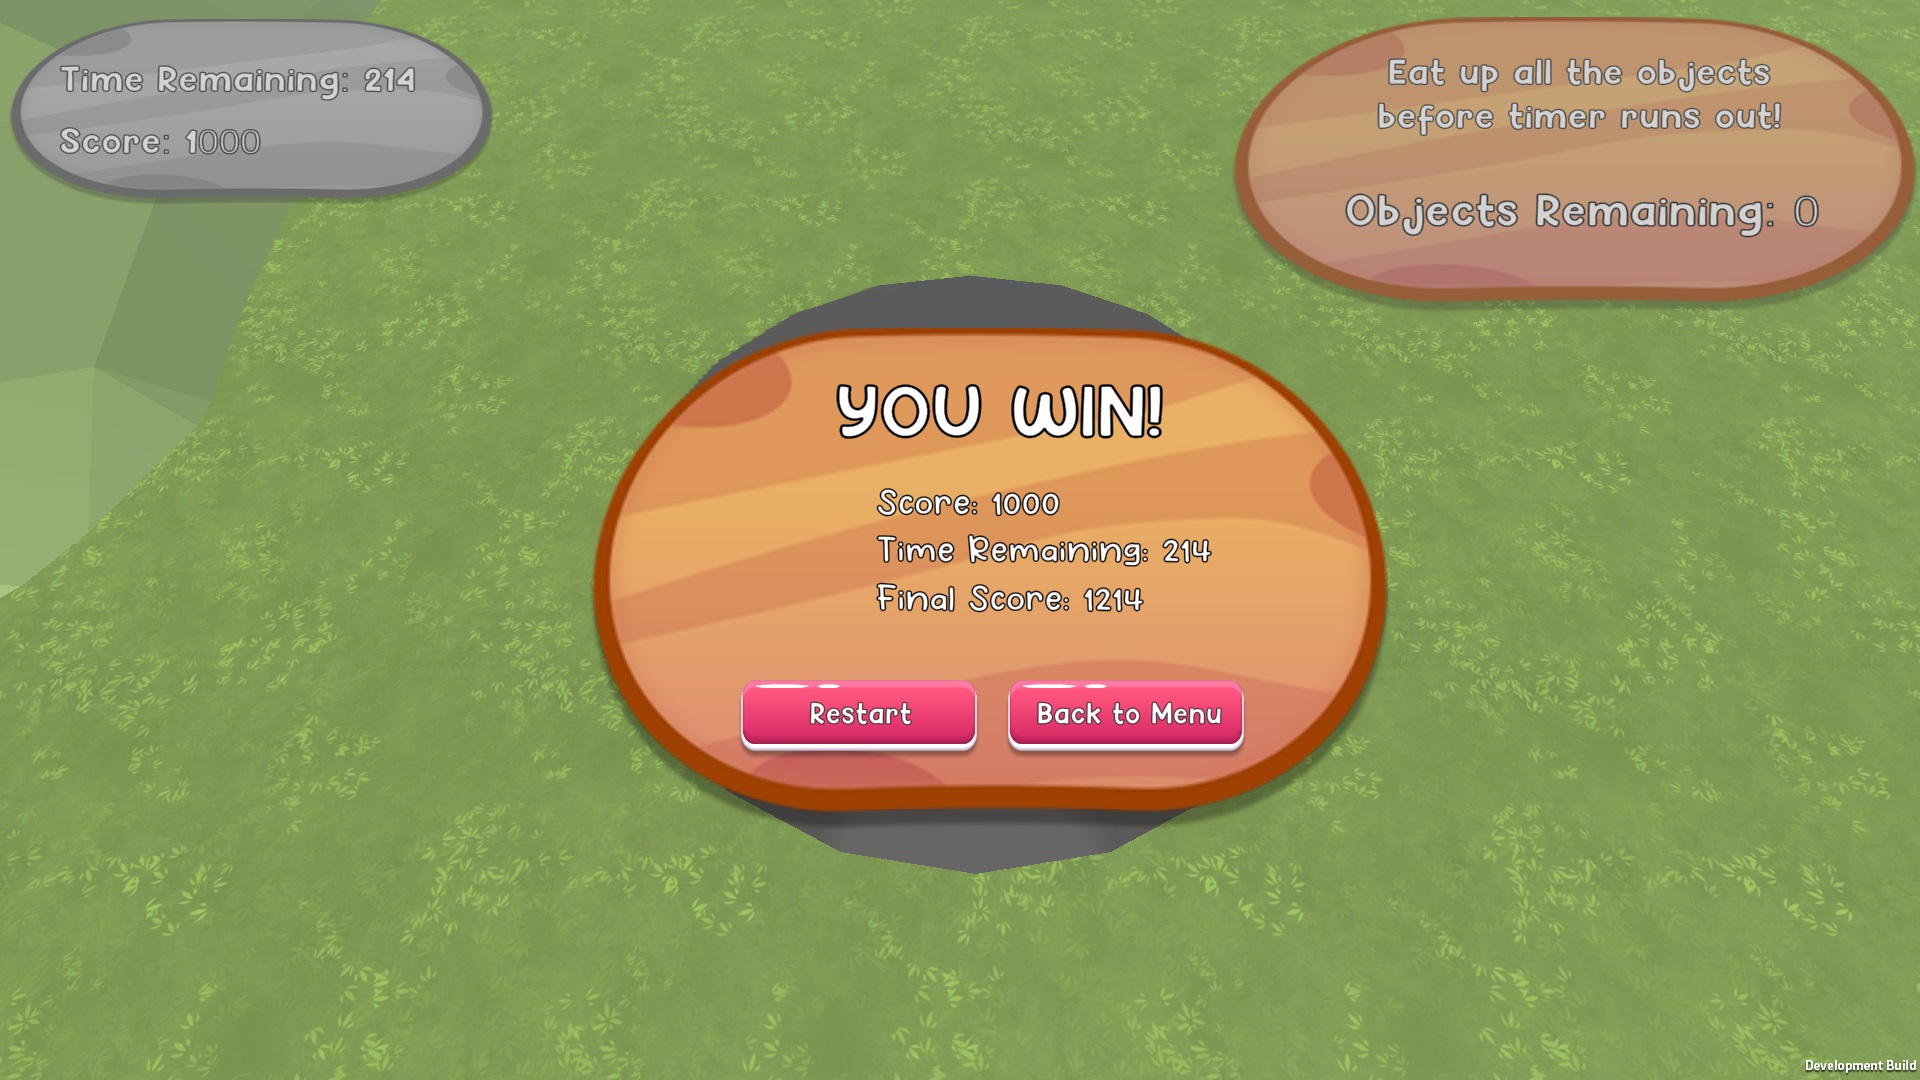 Time Remaining: 214
Score: 1000
Eat up all the objects
before timer runs out!
Objects Remaining: 0
YOU WIN!
Score: 1000
Time Remaining: 214
Final Score: 1214
Restart
Back to Menu
Development Build